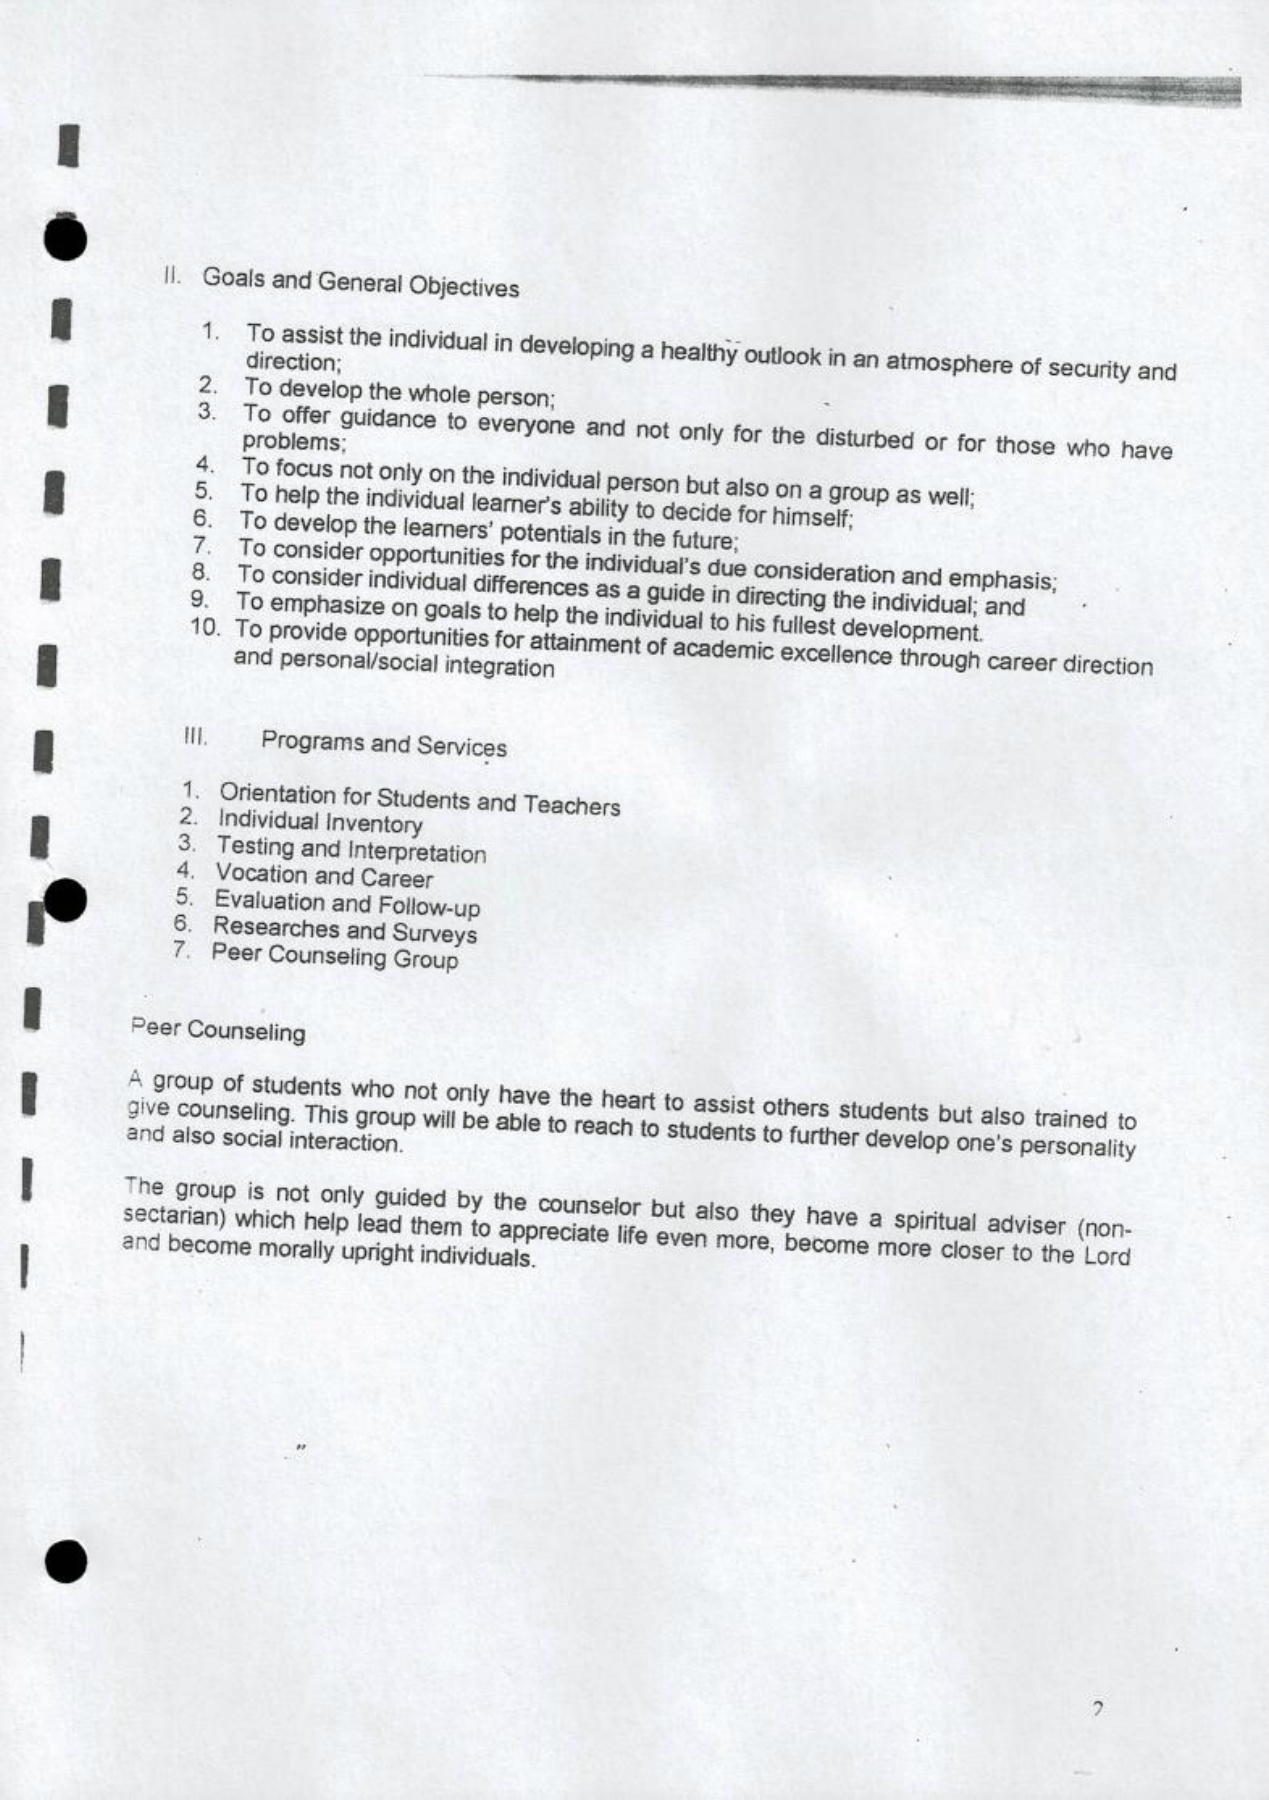 II. Goals and General Objectives
1. To assist the individual in developing a healthy outlook in an atmosphere of security and
direction;
2. To develop the whole person;
3. To offer guidance to everyone and not only for the disturbed or for those who have
problems;
4. To focus not only on the individual person but also on a group as well;
5. To help the individual learner's ability to decide for himself;
6. To develop the learners' potentials in the future;
7. To consider opportunities for the individual's due consideration and emphasis;
8. To consider individual differences as a guide in directing the individual; and
9. To emphasize on goals to help the individual to his fullest development.
10. To provide opportunities for attainment of academic excellence through career direction
and personal/social integration
III. Programs and Services
1. Orientation for Students and Teachers
2. Individual Inventory
3. Testing and Interpretation
4. Vocation and Career
5. Evaluation and Follow-up
6. Researches and Surveys
7. Peer Counseling Group
Peer Counseling
A group of students who not only have the heart to assist others students but also trained to
give counseling. This group will be able to reach to students to further develop one's personality
and also social interaction.
The group is not only guided by the counselor but also they have a spiritual adviser (non-
sectarian) which help lead them to appreciate life even more, become more closer to the Lord
and become morally upright individuals.